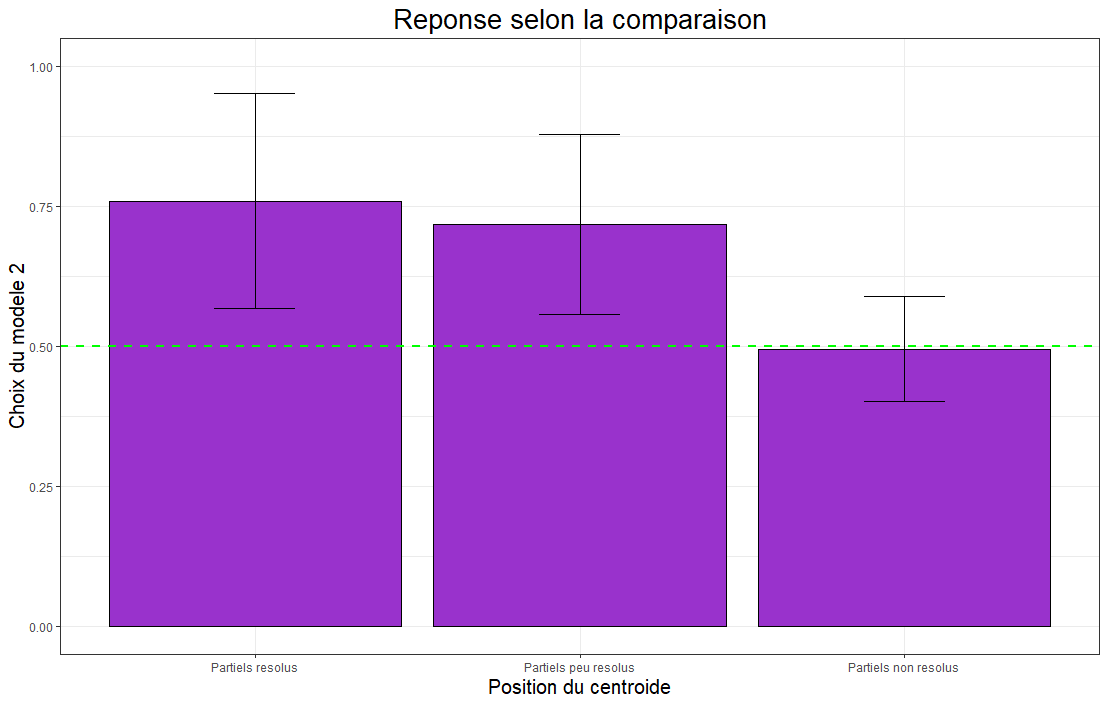 Reponse selon la comparaison
Choix du modele 2
1.00
0.75
0.50
0.25
0.00
Partiels resolus
Partiels peu resolus
Partiels non resolus
Position du centroide